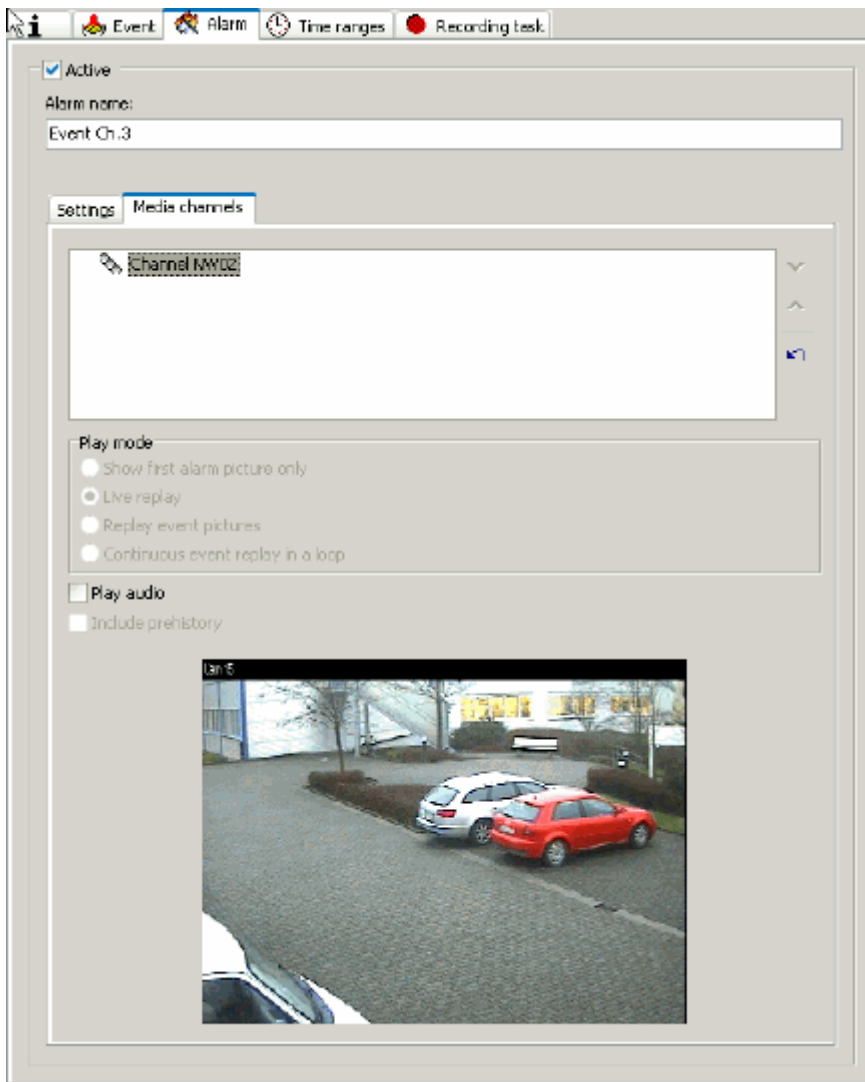 Event Alarm Time ranges Recording task
Active
Alarm name:
Event Ch.3
Settings Media channels
Channel NW02
Play mode
Show first alarm picture only
Live replay
Replay event pictures
Continuous event replay in a loop
Play audio
Include prehistory